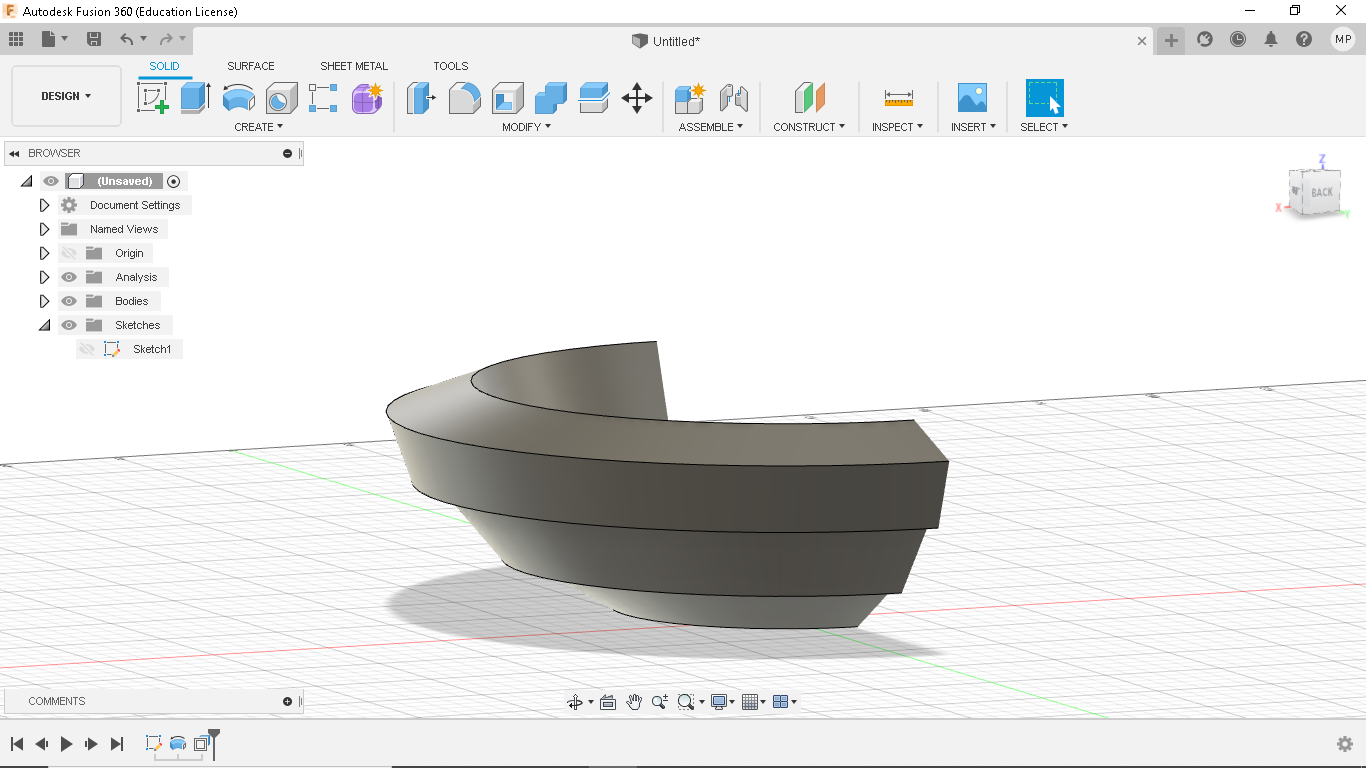 Autodesk Fusion 360 (Education License)
Untitled*
MP
SOLID SURFACE SHEET METAL TOOLS
DESIGN
CREATE MODIFY ASSEMBLE CONSTRUCT INSPECT INSERT SELECT
BROWSER
(Unsaved)
Document Settings
Named Views
Origin
Analysis
Bodies
Sketches
Sketch1
Z
BACK
X
COMMENTS